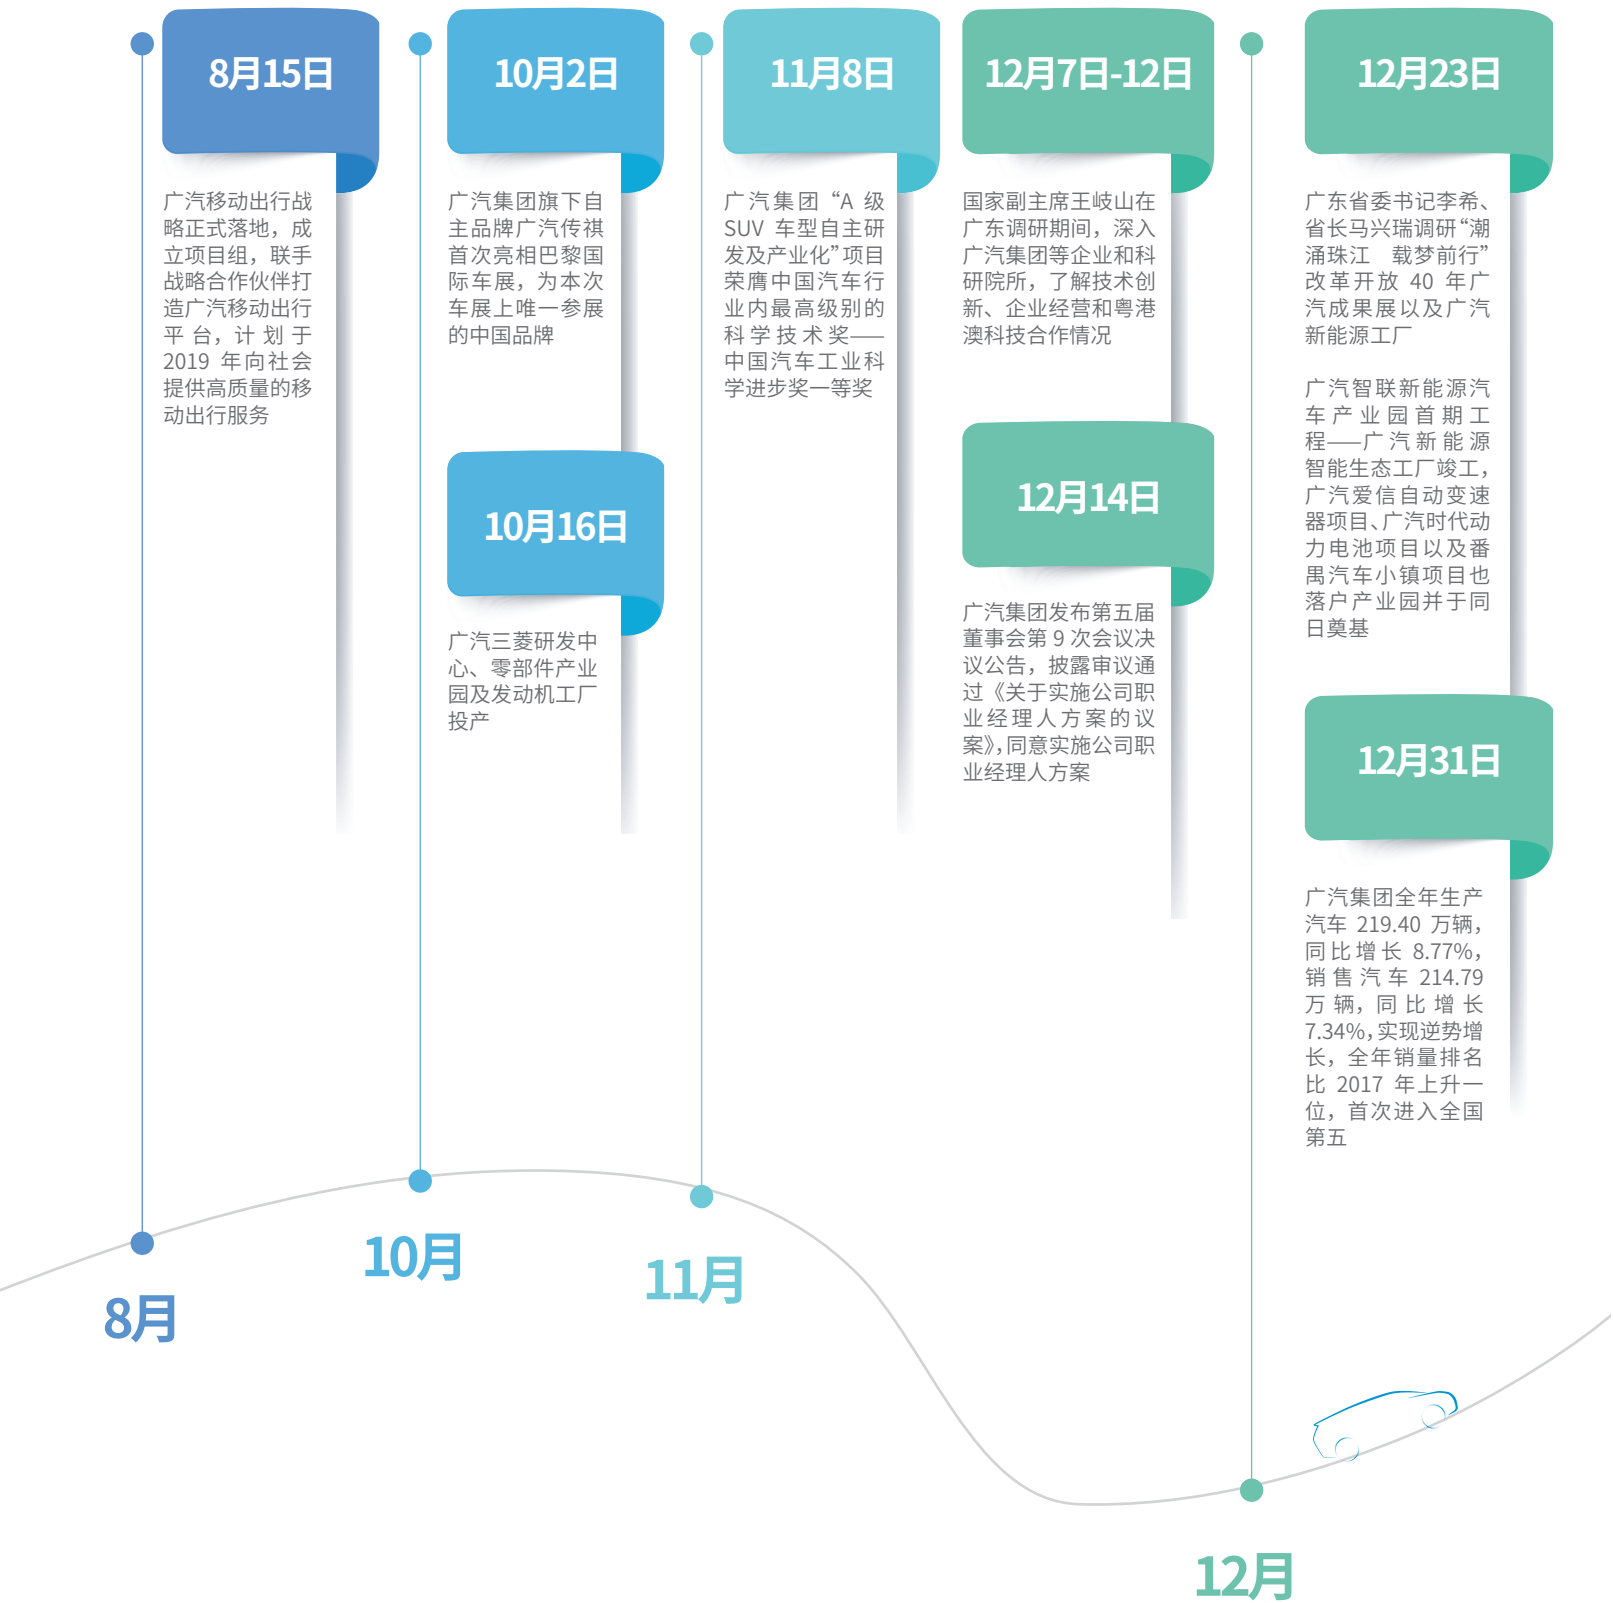 8月15日
广汽移动出行战
略正式落地，成
立项目组，联手
战略合作伙伴打
造广汽移动出行
平台，计划于
2019 年向社会
提供高质量的移
动出行服务
10月2日
广汽集团旗下自
主品牌广汽传祺
首次亮相巴黎国
际车展，为本次
车展上唯一参展
的中国品牌
10月16日
广汽三菱研发中
心、零部件产业
园及发动机工厂
投产
11月8日
广汽集团“A 级
SUV 车型自主研
发及产业化”项目
荣膺中国汽车行
业内最高级别的
科学技术奖——
中国汽车工业科
学进步奖一等奖
12月7日-12日
国家副主席王岐山在
广东调研期间，深入
广汽集团等企业和科
研院所，了解技术创
新、企业经营和粤港
澳科技合作情况
12月14日
广汽集团发布第五届
董事会第 9 次会议决
议公告，披露审议通
过《关于实施公司职
业经理人方案的议
案》，同意实施公司职
业经理人方案
12月23日
广东省委书记李希、
省长马兴瑞调研“潮
涌珠江　载梦前行”
改革开放 40 年广
汽成果展以及广汽
新能源工厂
广汽智联新能源汽
车产业园首期工
程——广汽新能源
智能生态工厂竣工，
广汽爱信自动变速
器项目、广汽时代动
力电池项目以及番
禺汽车小镇项目也
落户产业园并于同
日奠基
12月31日
广汽集团全年生产
汽车 219.40 万辆，
同比增长 8.77%，
销售汽车 214.79
万辆，同比增长
7.34%，实现逆势增
长，全年销量排名
比 2017 年上升一
位，首次进入全国
第五
8月
10月
11月
12月